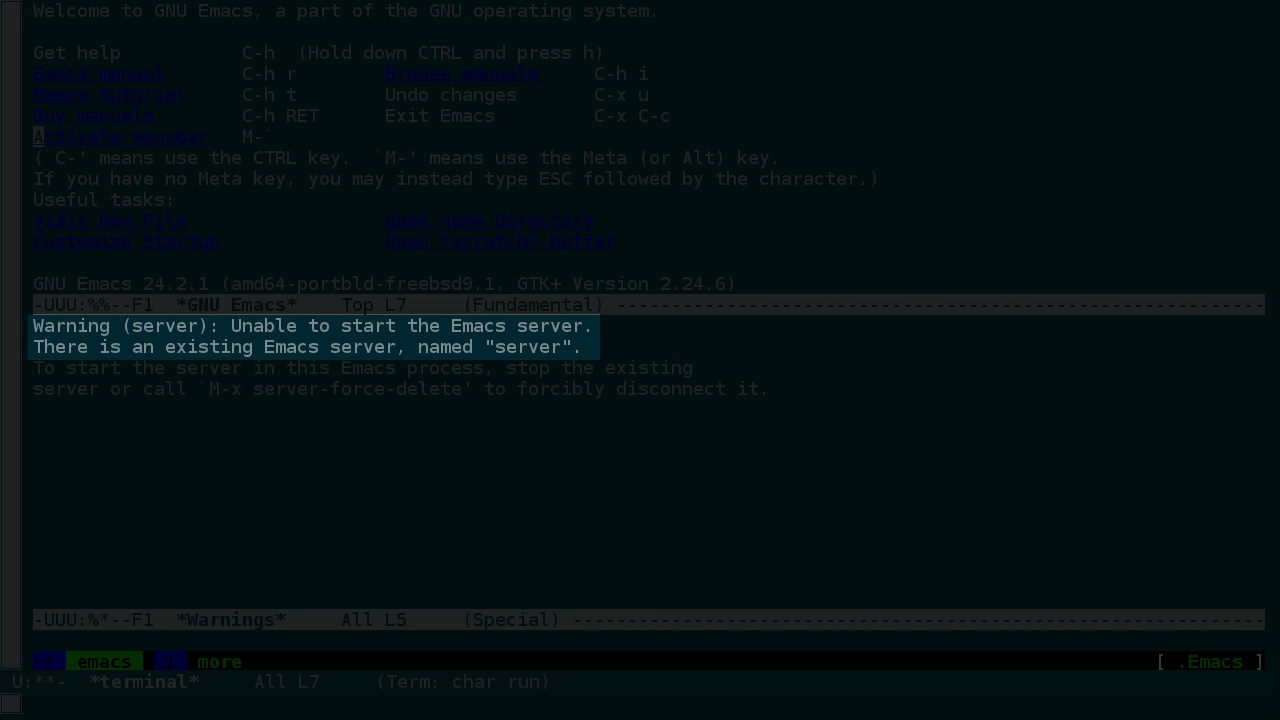 Welcome to GNU Emacs, a part of the GNU operating system.
Get help C-h (Hold down CTRL and press h)
Emacs manual C-h r Browse manuals C-h i
Emacs tutorial C-h t Undo changes C-x u
Buy manuals C-h RET Exit Emacs C-x C-c
Activate menubar M-`
(`C-' means use the CTRL key. `M-' means use the Meta (or Alt) key.
If you have no Meta key, you may instead type ESC followed by the character.)
Useful tasks:
Visit New File Open Home Directory
Customize Startup Open *scratch* buffer
GNU Emacs 24.2.1 (amd64-portbld-freebsd9.1, GTK+ Version 2.24.6)
-UUU:%%--F1 *GNU Emacs* Top L7 (Fundamental) -----------------------------------------------------------
Warning (server): Unable to start the Emacs server.
There is an existing Emacs server, named "server".
To start the server in this Emacs process, stop the existing
server or call `M-x server-force-delete' to forcibly disconnect it.
-UUU:%*--F1 *Warnings* All L5 (Special) ---------------------------------------------------------------
emacs more [ .Emacs ]
U:**- *terminal* All L7 (Term: char run)